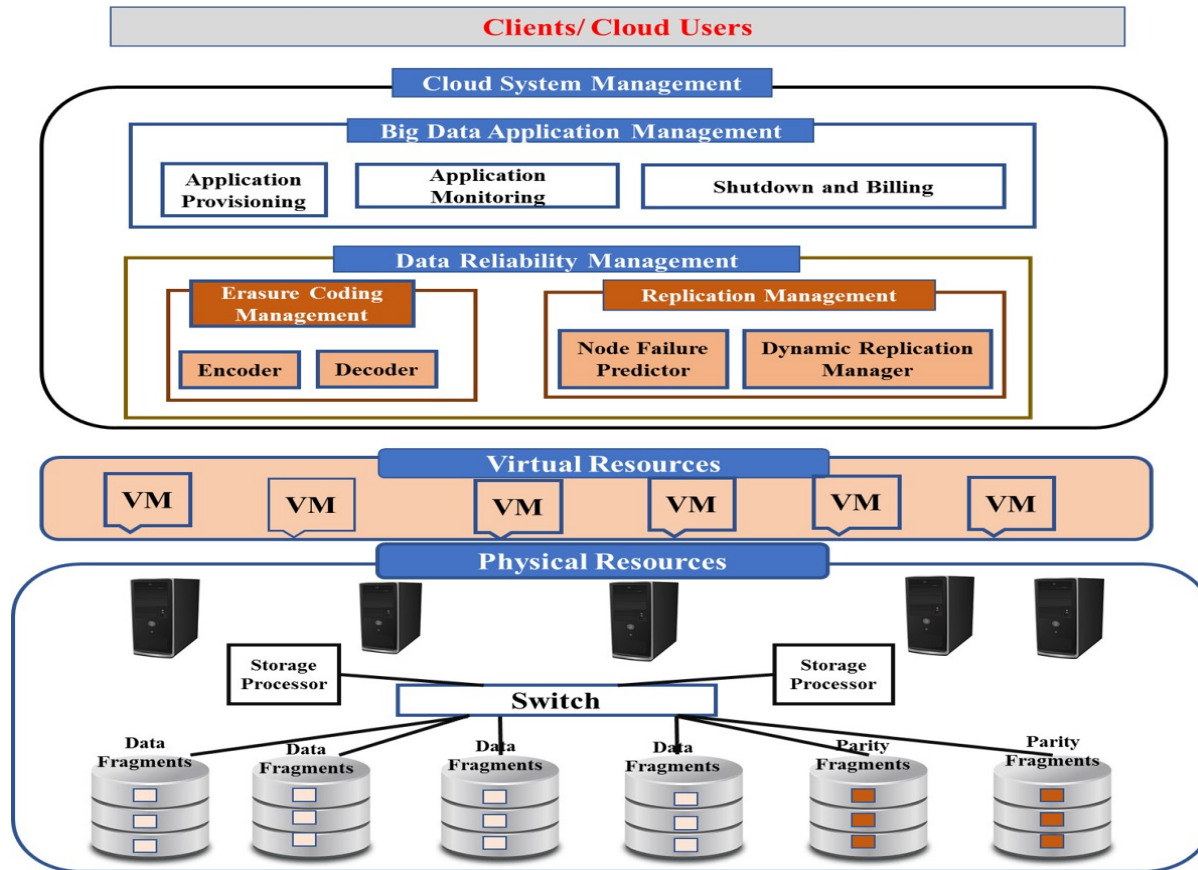 Clients/ Cloud Users
Cloud System Management
Big Data Application Management
Application
Provisioning
Application
Monitoring
Shutdown and Billing
Data Reliability Management
Erasure Coding
Management
Encoder
Decoder
Replication Management
Node Failure
Predictor
Dynamic Replication
Manager
Virtual Resources
VM
VM
VM
VM
VM
VM
Physical Resources
Storage
Processor
Storage
Processor
Switch
Data
Fragments
Data
Fragments
Data
Fragments
Data
Fragments
Parity
Fragments
Parity
Fragments